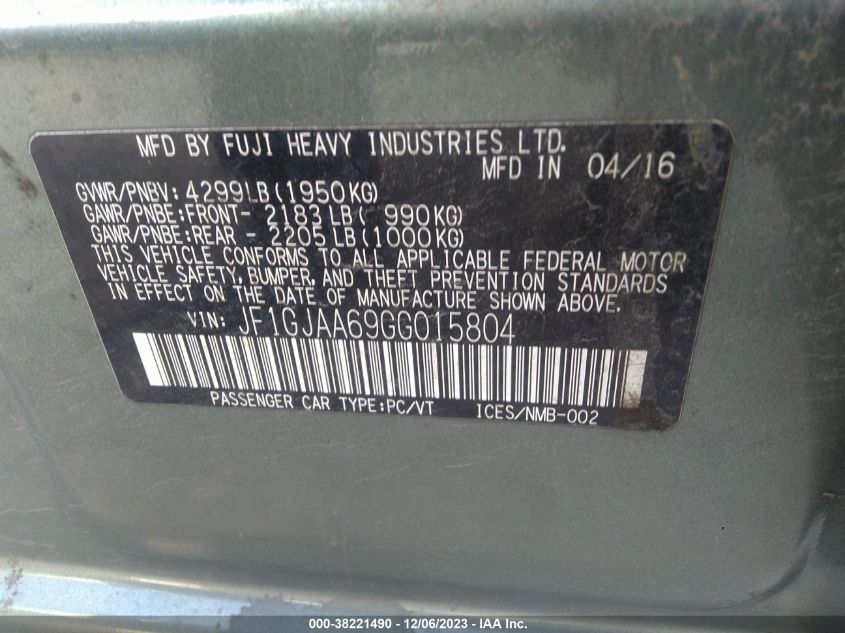 MFD BY FUJI HEAVY INDUSTRIES LTD.
MFD IN 04/16
GVWR/PNBV: 4299LB(1950KG)
GAWR/PNBE:FRONT- 2183LB( 990KG)
GAWR/PNBE:REAR - 2205LB(1000KG)
THIS VEHICLE CONFORMS TO ALL APPLICABLE FEDERAL MOTOR
VEHICLE SAFETY, BUMPER, AND THEFT PREVENTION STANDARDS
IN EFFECT ON THE DATE OF MANUFACTURE SHOWN ABOVE.
VIN: JF1GJAA69GG015804
PASSENGER CAR TYPE:PC/VT ICES/NMB-002
000-38221490 - 12/06/2023 - IAA Inc.